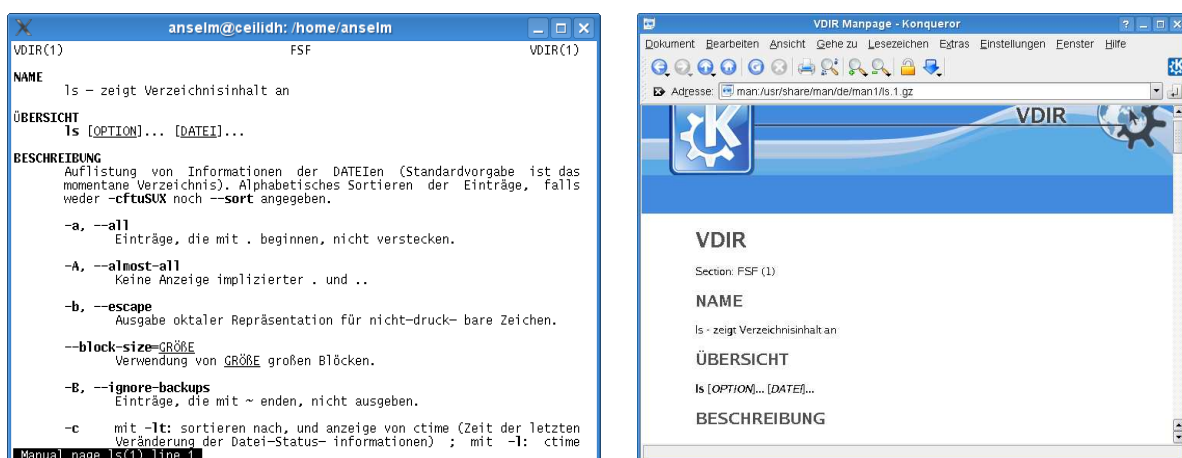 anselm@ceilidh: /home/anselm
VDIR(1) FSF VDIR(1)
NAME
ls – zeigt Verzeichnisinhalt an
ÜBERSICHT
ls [OPTION]... [DATEI]...
BESCHREIBUNG
Auflistung von Informationen der DATEIen (Standardvorgabe ist das
momentane Verzeichnis). Alphabetisches Sortieren der Einträge, falls
weder -cftuSUX noch --sort angegeben.
-a, --all
Einträge, die mit . beginnen, nicht verstecken.
-A, --almost-all
Keine Anzeige implizierter . und ..
-b, --escape
Ausgabe oktaler Repräsentation für nicht–druck– bare Zeichen.
--block-size=GRÖßE
Verwendung von GRÖßE großen Blöcken.
-B, --ignore-backups
Einträge, die mit ~ enden, nicht ausgeben.
-c mit -lt: sortieren nach, und anzeige von ctime (Zeit der letzten
Veränderung der Datei–Status– informationen) ; mit -l: ctime
Manual page ls(1) line 1
VDIR Manpage - Konqueror
Dokument Bearbeiten Ansicht Gehe zu Lesezeichen Extras Einstellungen Fenster Hilfe
Adresse: man:/usr/share/man/de/man1/ls.1.gz
VDIR
VDIR
Section: FSF (1)
NAME
ls - zeigt Verzeichnisinhalt an
ÜBERSICHT
ls [OPTION]... [DATEI]...
BESCHREIBUNG